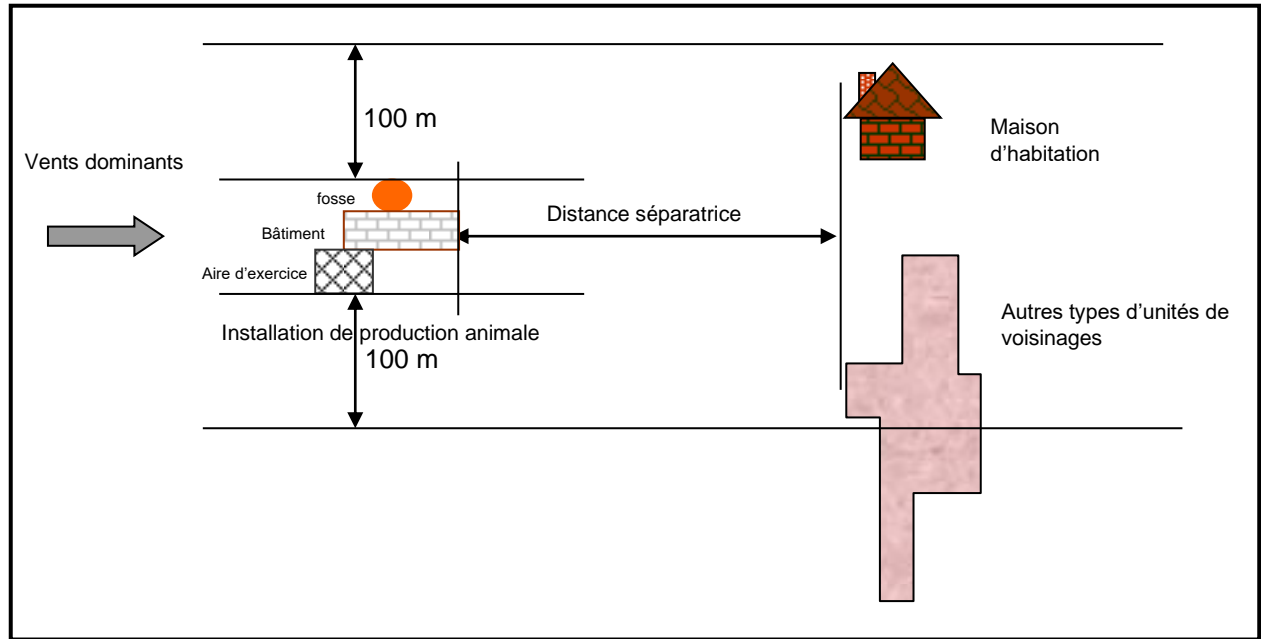 100 m
Maison
d'habitation
Vents dominants
fosse
Distance séparatrice
Bâtiment
Aire d'exercice
Autres types d'unités de
voisinages
Installation de production animale
100 m